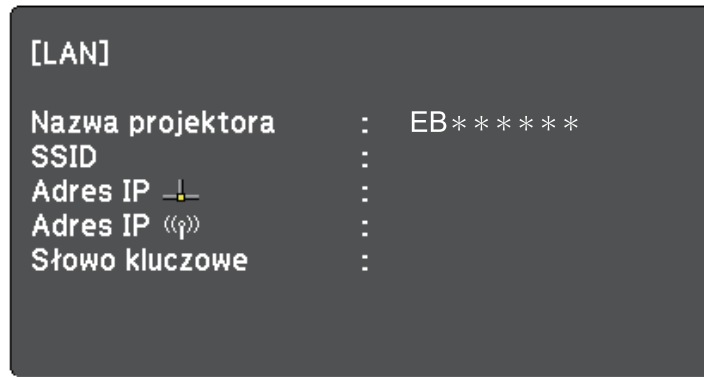 [LAN]
Nazwa projektora : EB******
SSID :
Adres IP :
Adres IP :
Słowo kluczowe :